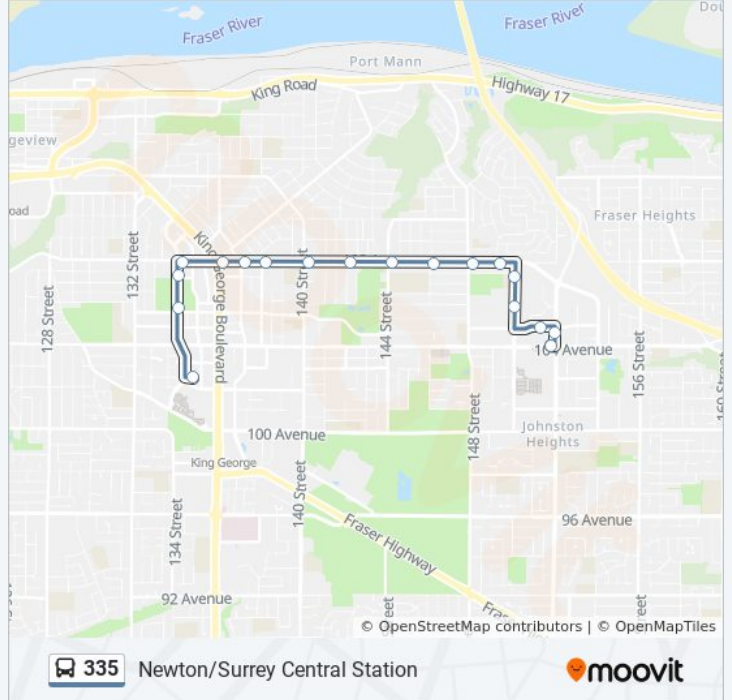 Fraser River
Fraser River
Port Mann
King Road
Highway 17
geview
oad
Fraser Heights
132 Street
128 Street
King George Boulevard
140 Street
144 Street
104 Avenue
156 Street
148 Street
100 Avenue
Johnston
Heights
King George
140 Street
134 Street
96 Avenue
Fraser Highway
92 Avenue
© OpenStreetMap contributors | © OpenMapTiles
335
Newton/Surrey Central Station
moovit